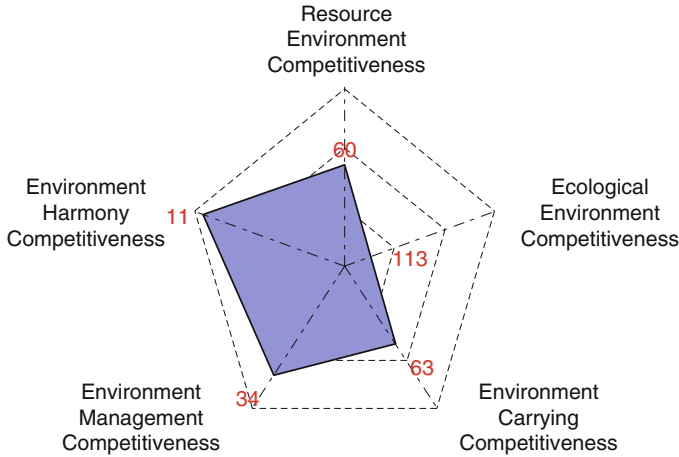 Resource
Environment
Competitiveness
60
Environment
Harmony
Competitiveness
11
Ecological
Environment
Competitiveness
113
63
34
Environment
Management
Competitiveness
Environment
Carrying
Competitiveness